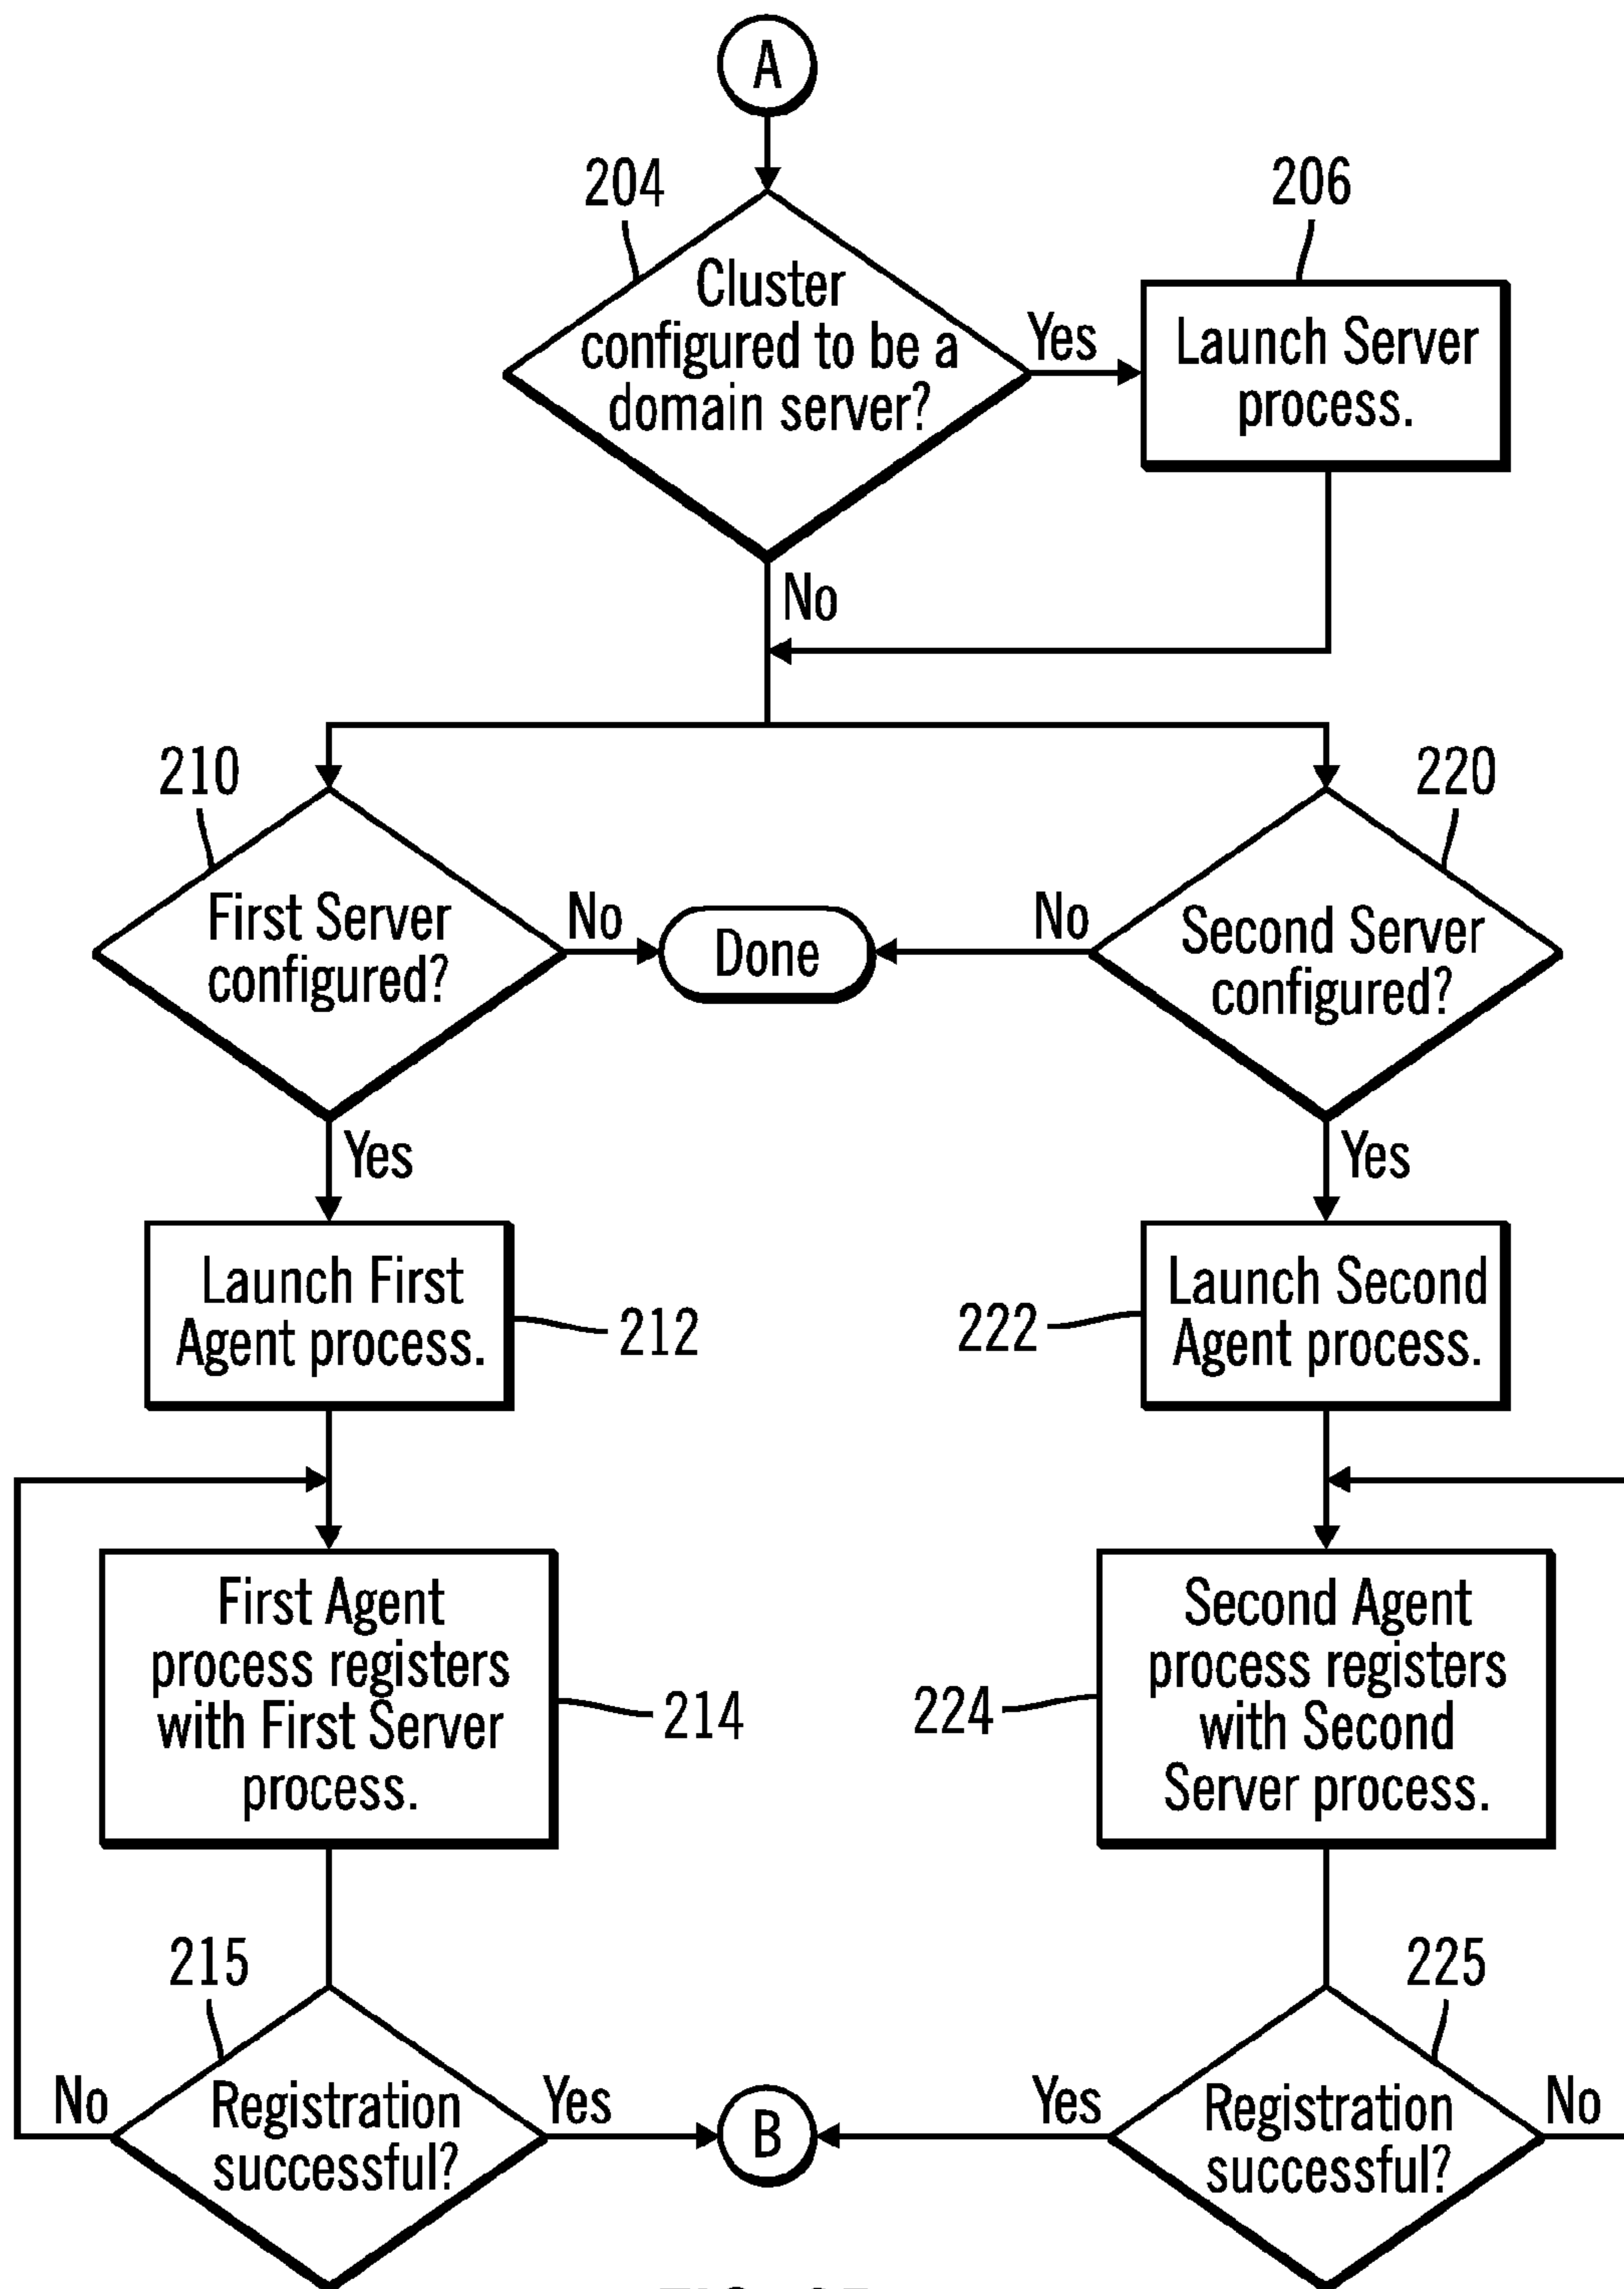 A
204
206
Cluster
configured to be a
domain server?
Yes
Launch Server
process.
No
210
220
First Server
configured?
No
Done
No
Second Server
configured?
Yes
Yes
Launch First
Agent process.
212
222
Launch Second
Agent process.
First Agent
process registers
with First Server
process.
214
224
Second Agent
process registers
with Second
Server process.
215
225
No
Registration
successful?
Yes
B
Yes
Registration
successful?
No